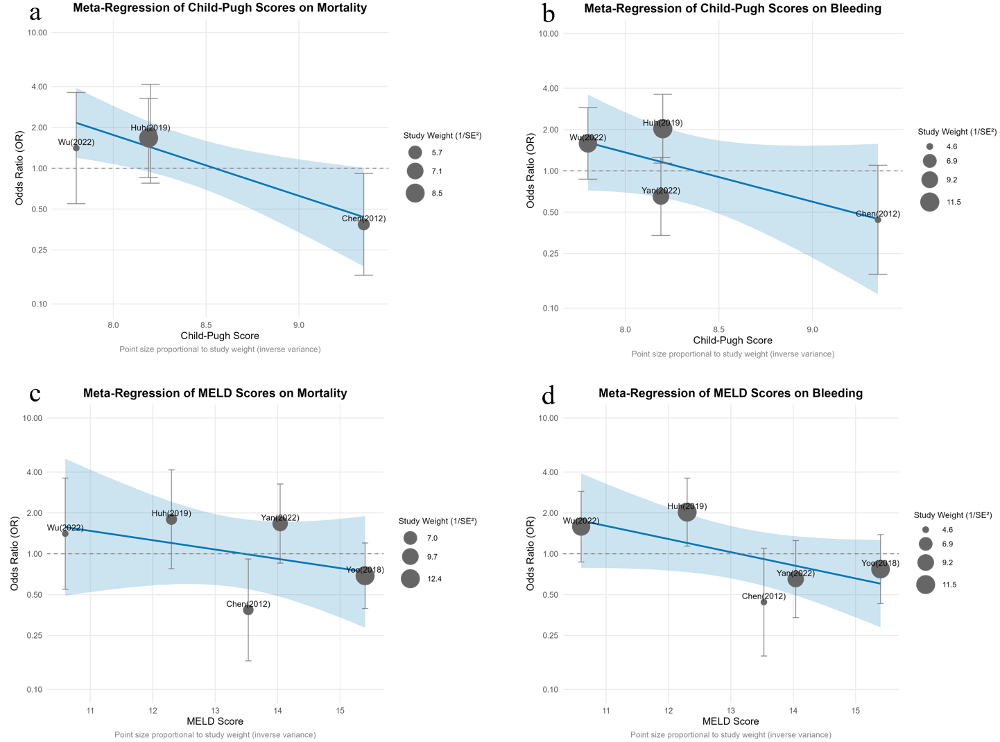 a
Meta-Regression of Child-Pugh Scores on Mortality
10.00
4.00
2.00
1.00
0.50
0.25
0.10
Odds Ratio (OR)
Wu(2022)
Huh(2019)
Chen(2012)
8.0
8.5
9.0
Child-Pugh Score
Point size proportional to study weight (inverse variance)
Study Weight (1/SE²)
5.7
7.1
8.5
b
Meta-Regression of Child-Pugh Scores on Bleeding
10.00
4.00
2.00
1.00
0.50
0.25
0.10
Odds Ratio (OR)
Wu(2022)
Huh(2019)
Yan(2022)
Chen(2012)
8.0
8.5
9.0
Child-Pugh Score
Point size proportional to study weight (inverse variance)
Study Weight (1/SE²)
4.6
6.9
9.2
11.5
c
Meta-Regression of MELD Scores on Mortality
10.00
4.00
2.00
1.00
0.50
0.25
0.10
Odds Ratio (OR)
Wu(2022)
Huh(2019)
Yan(2022)
Chen(2012)
Yoo(2018)
11
12
13
14
15
MELD Score
Point size proportional to study weight (inverse variance)
Study Weight (1/SE²)
7.0
9.7
12.4
d
Meta-Regression of MELD Scores on Bleeding
10.00
4.00
2.00
1.00
0.50
0.25
0.10
Odds Ratio (OR)
Wu(2022)
Huh(2019)
Chen(2012)
Yan(2022)
Yoo(2018)
11
12
13
14
15
MELD Score
Point size proportional to study weight (inverse variance)
Study Weight (1/SE²)
4.6
6.9
9.2
11.5